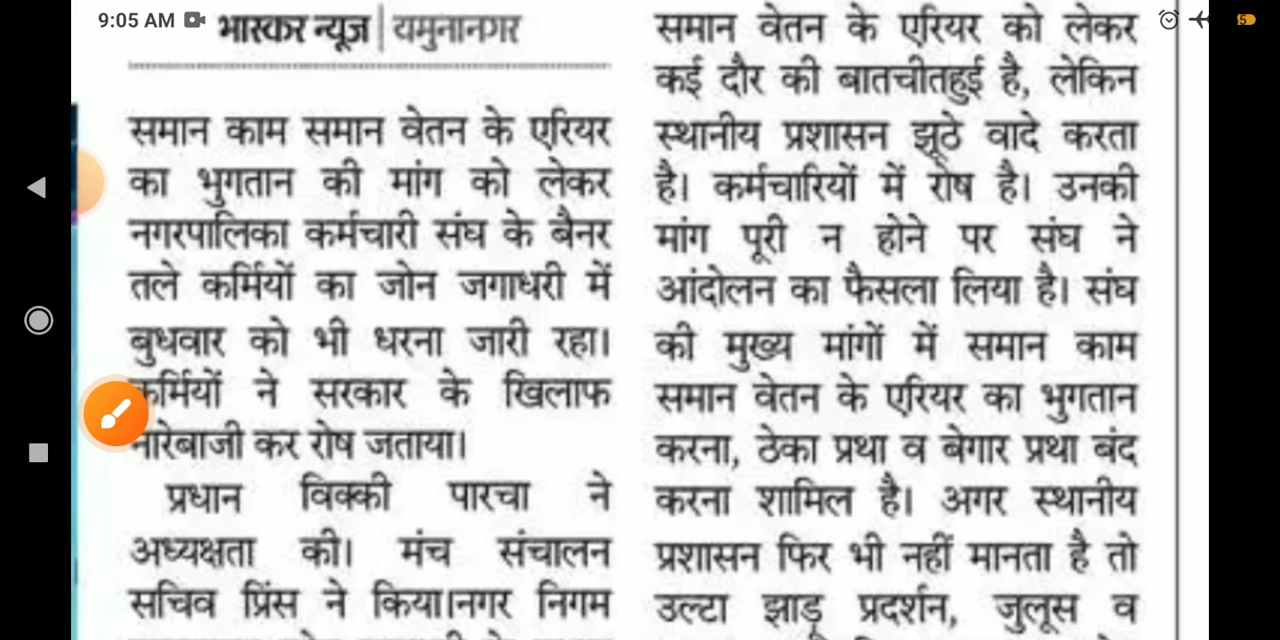 9:05 AM
5
भास्कर न्यूज | यमुनानगर
समान काम समान वेतन के एरियर
का भुगतान की मांग को लेकर
नगरपालिका कर्मचारी संघ के बैनर
तले कर्मियों का जोन जगाधरी में
बुधवार को भी धरना जारी रहा।
कर्मियों ने सरकार के खिलाफ
नारेबाजी कर रोष जताया।
प्रधान विक्की पारचा ने
अध्यक्षता की। मंच संचालन
सचिव प्रिंस ने किया।नगर निगम
समान वेतन के एरियर को लेकर
कई दौर की बातचीतहुई है, लेकिन
स्थानीय प्रशासन झूठे वादे करता
है। कर्मचारियों में रोष है। उनकी
मांग पूरी न होने पर संघ ने
आंदोलन का फैसला लिया है। संघ
की मुख्य मांगों में समान काम
समान वेतन के एरियर का भुगतान
करना, ठेका प्रथा व बेगार प्रथा बंद
करना शामिल है। अगर स्थानीय
प्रशासन फिर भी नहीं मानता है तो
उल्टा झाड़ू प्रदर्शन, जुलूस व